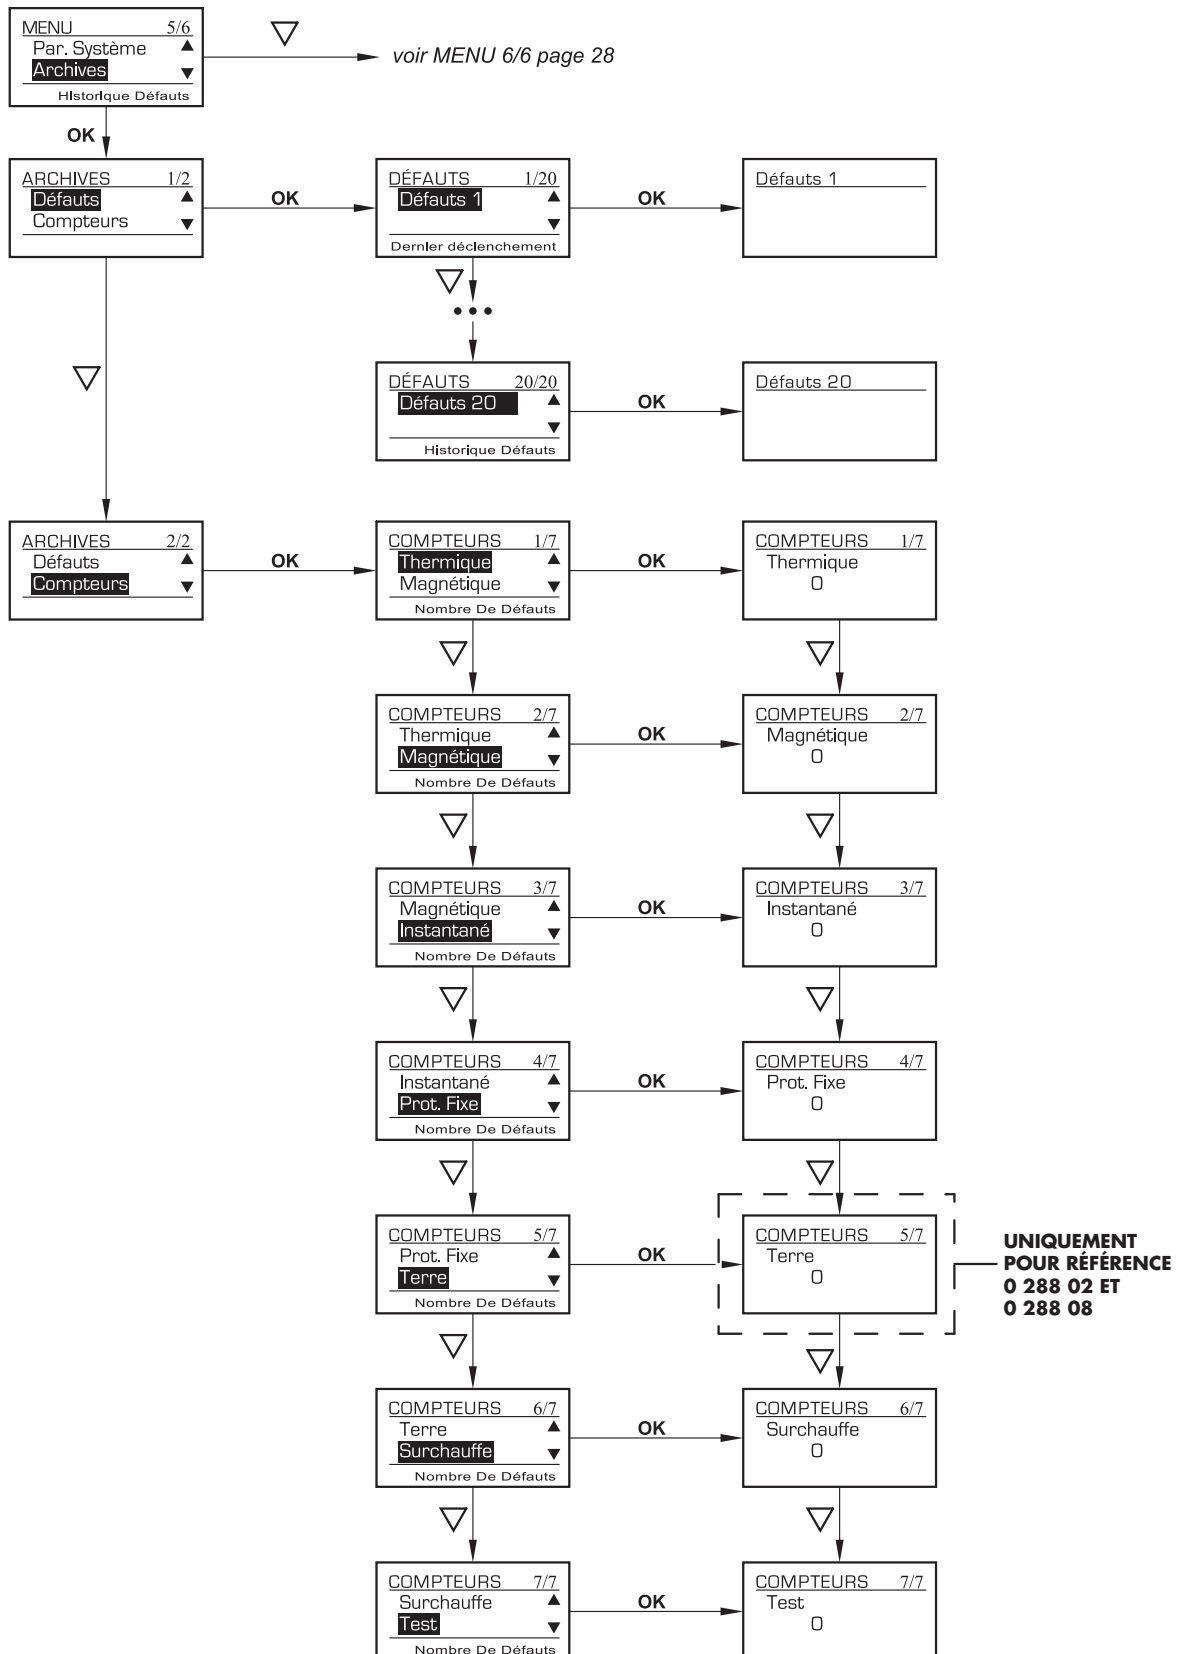 MENU 5/6
Par. Système
Archives
Historique Défauts
voir MENU 6/6 page 28
OK
ARCHIVES 1/2
Défauts
Compteurs
OK
DÉFAUTS 1/20
Défauts 1
Dernier déclenchement
OK
Défauts 1
DÉFAUTS 20/20
Défauts 20
Historique Défauts
OK
Défauts 20
ARCHIVES 2/2
Défauts
Compteurs
OK
COMPTEURS 1/7
Thermique
Magnétique
Nombre De Défauts
OK
COMPTEURS 1/7
Thermique
0
COMPTEURS 2/7
Thermique
Magnétique
Nombre De Défauts
OK
COMPTEURS 2/7
Magnétique
0
COMPTEURS 3/7
Magnétique
Instantané
Nombre De Défauts
OK
COMPTEURS 3/7
Instantané
0
COMPTEURS 4/7
Instantané
Prot. Fixe
Nombre De Défauts
OK
COMPTEURS 4/7
Prot. Fixe
0
COMPTEURS 5/7
Prot. Fixe
Terre
Nombre De Défauts
OK
COMPTEURS 5/7
Terre
0
UNIQUEMENT
POUR RÉFÉRENCE
0 288 02 ET
0 288 08
COMPTEURS 6/7
Terre
Surchauffe
Nombre De Défauts
OK
COMPTEURS 6/7
Surchauffe
0
COMPTEURS 7/7
Surchauffe
Test
Nombre De Défauts
OK
COMPTEURS 7/7
Test
0